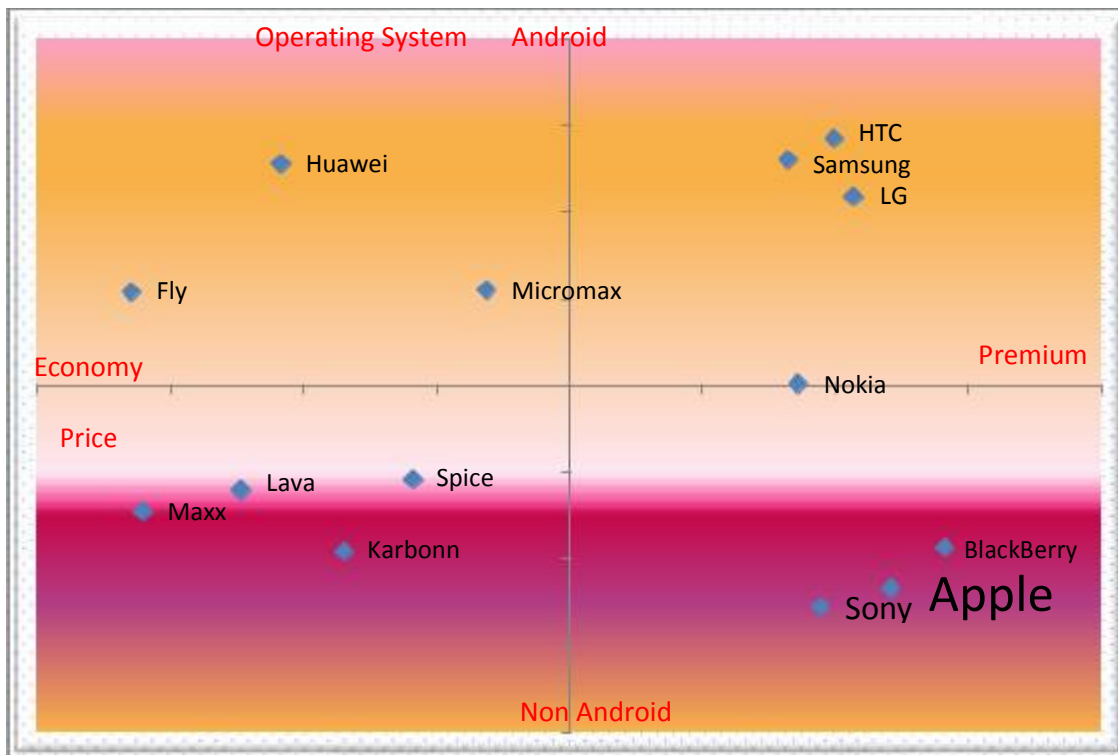 Operating System Android
HTC
Samsung
Huawei
LG
Fly
Micromax
Premium
Economy
Nokia
Price
Spice
Lava
Maxx
Karbonn
BlackBerry
Apple
Sony
Non Android